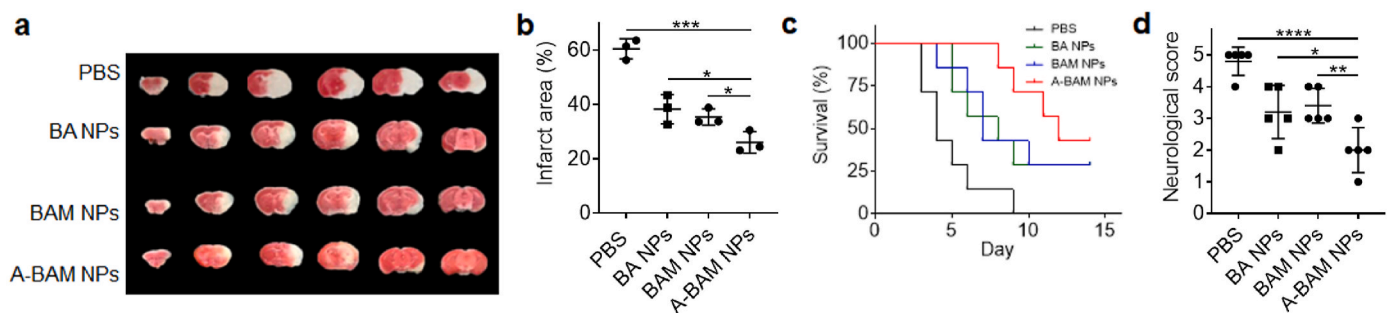 a
PBS
BA NPs
BAM NPs
A-BAM NPs
b
Infarct area (%)
60
40
20
0
***
*
*
PBS
BA NPs
BAM NPs
A-BAM NPs
c
Survival (%)
100
75
50
25
0
0 5 10 15
Day
PBS
BA NPs
BAM NPs
A-BAM NPs
d
Neurological score
5
4
3
2
1
0
****
*
**
PBS
BA NPs
BAM NPs
A-BAM NPs